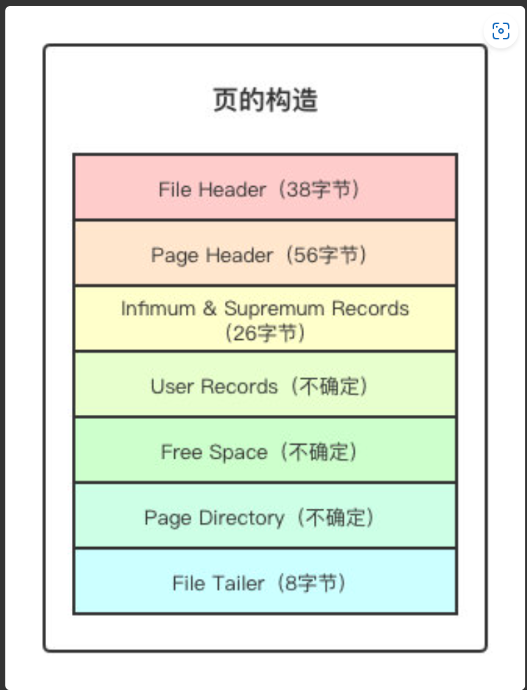 页的构造
File Header（38字节）
Page Header（56字节）
Infimum & Supremum Records
（26字节）
User Records（不确定）
Free Space（不确定）
Page Directory（不确定）
File Tailer（8字节）